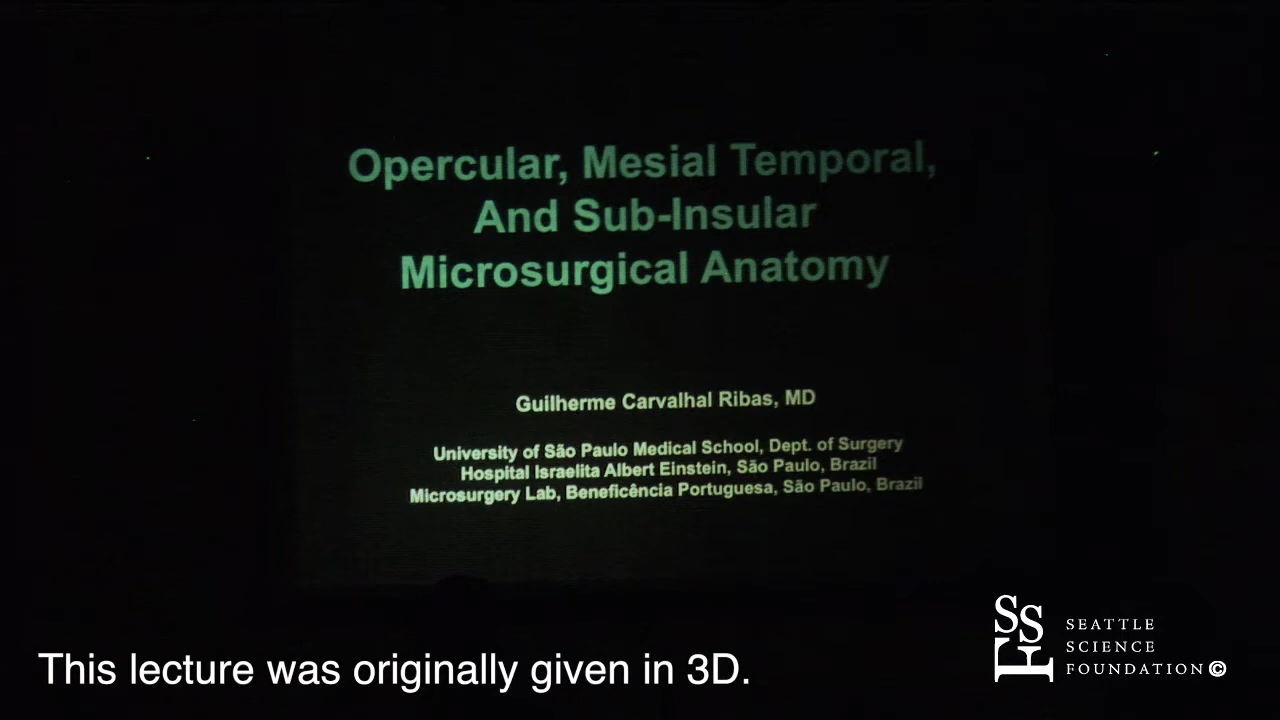 Opercular, Mesial Temporal,
And Sub-Insular
Microsurgical Anatomy
Guilherme Carvalhal Ribas, MD
University of São Paulo Medical School, Dept. of Surgery
Hospital Israelita Albert Einstein, São Paulo, Brazil
Microsurgery Lab, Beneficência Portuguesa, São Paulo, Brazil
This lecture was originally given in 3D.
SSF
SEATTLE
SCIENCE
FOUNDATION©